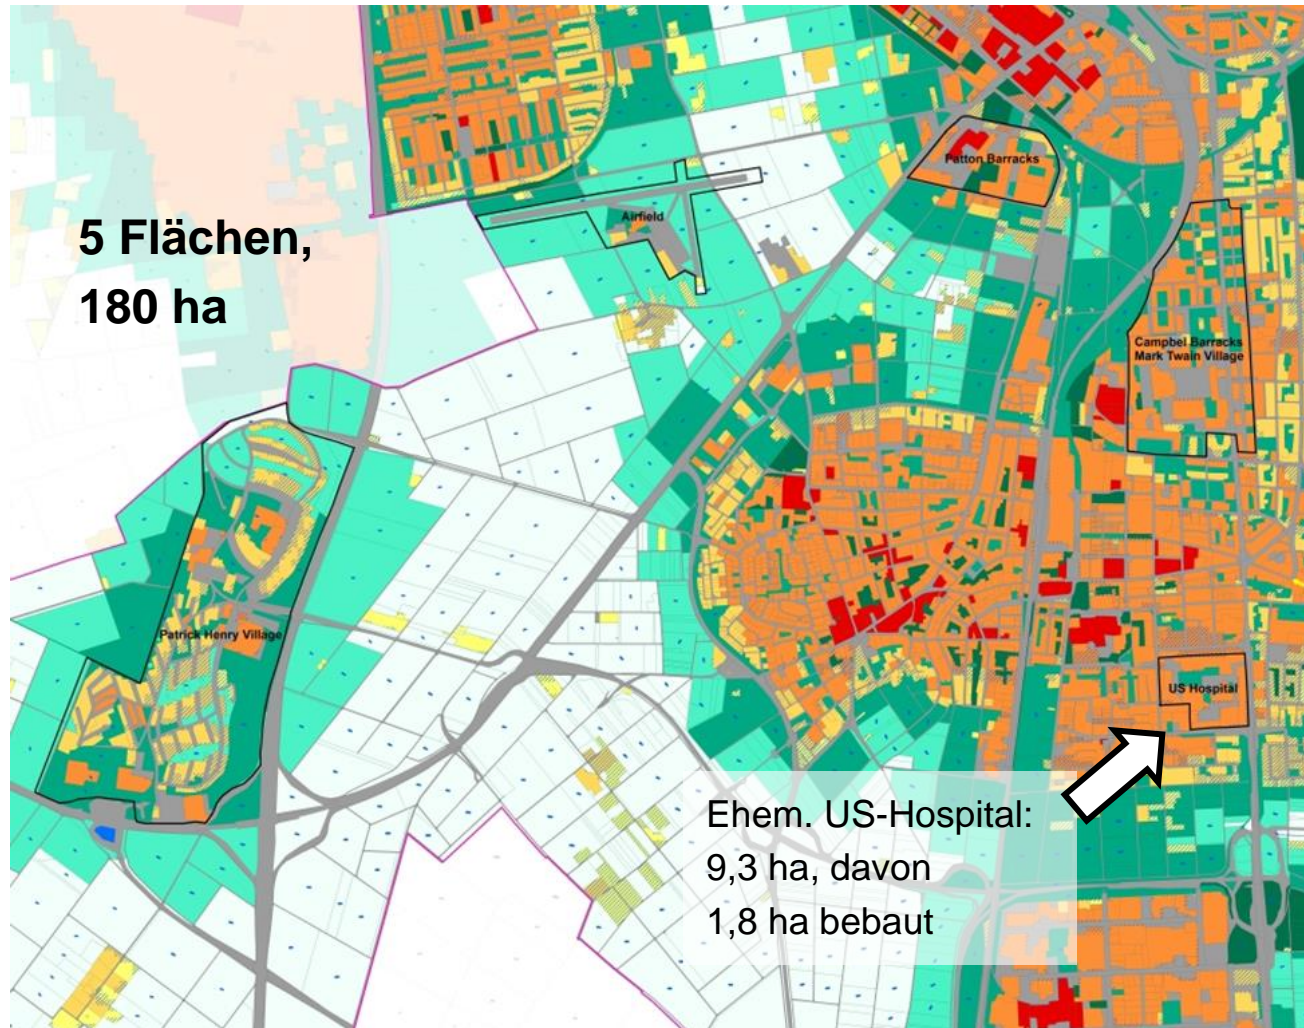 5 Flächen,
180 ha
Patton Barracks
Airfield
Campbel Barracks
Mark Twain Village
Patrick Henry Village
US Hospital
Ehem. US-Hospital:
9,3 ha, davon
1,8 ha bebaut